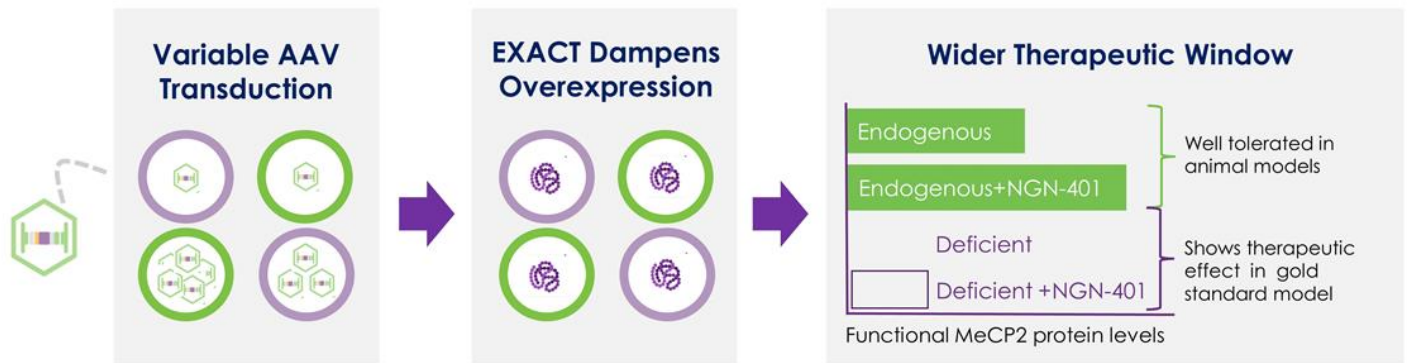 Variable AAV
Transduction
EXACT Dampens
Overexpression
Wider Therapeutic Window
Endogenous
Endogenous+NGN-401
Well tolerated in
animal models
Deficient
Deficient +NGN-401
Shows therapeutic
effect in gold
standard model
Functional MeCP2 protein levels